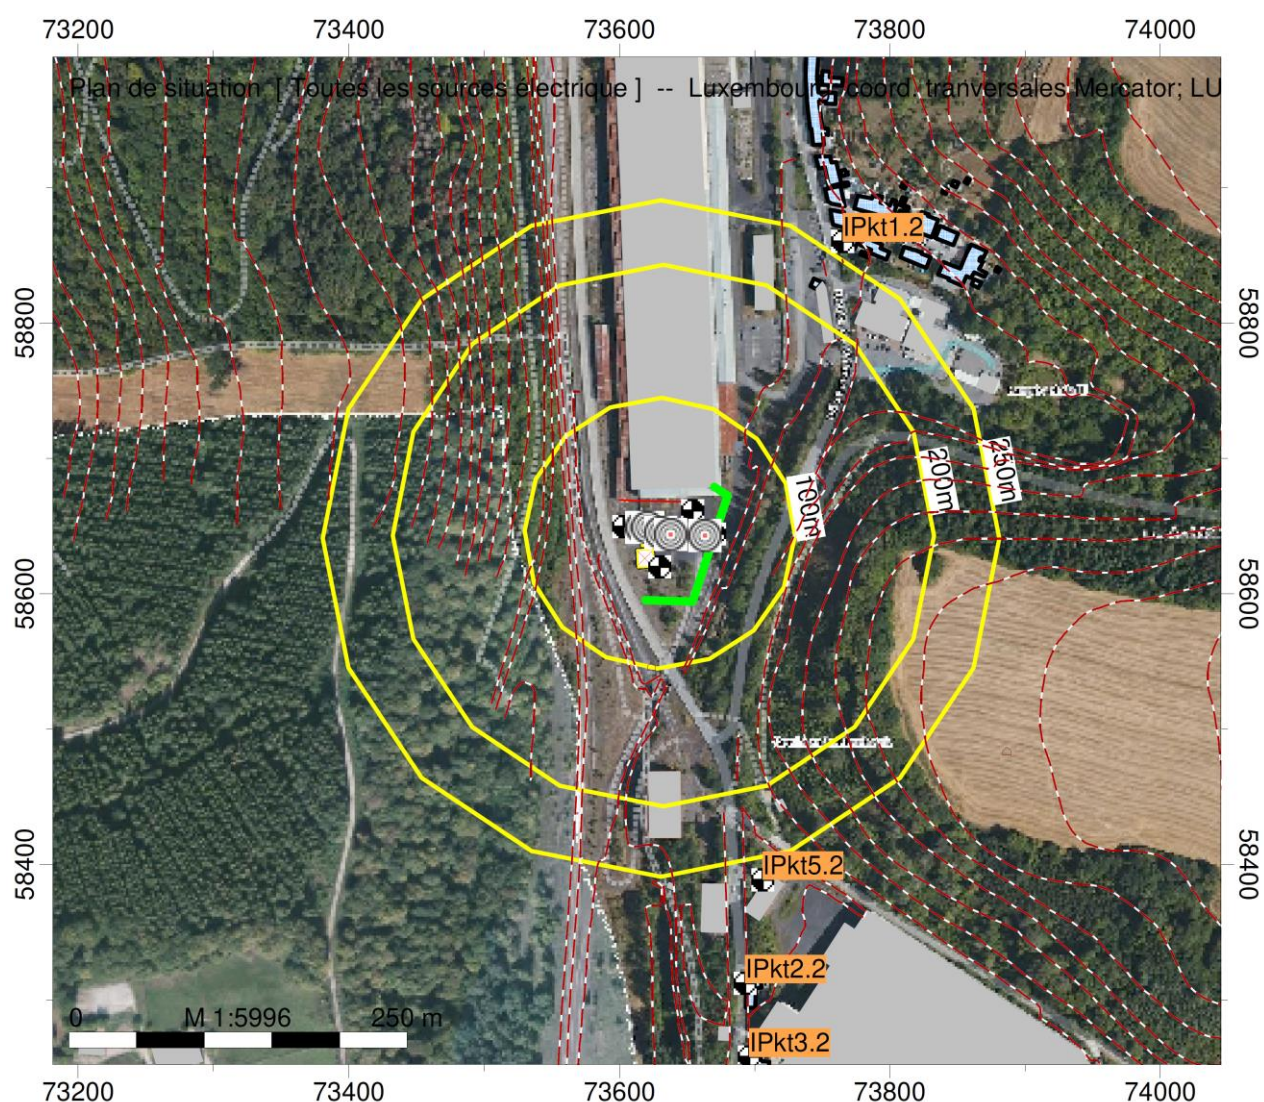 73200 73400 73600 73800 74000
Plan de situation [ Toutes les sources électrique ] -- Luxembourg coord. tranversales Mercator; LU
IPkt1.2
58800 58800
250m
200m
100m
58600 58600
58400 58400
IPkt5.2
IPkt2.2
IPkt3.2
0 M 1:5996 250 m
73200 73400 73600 73800 74000